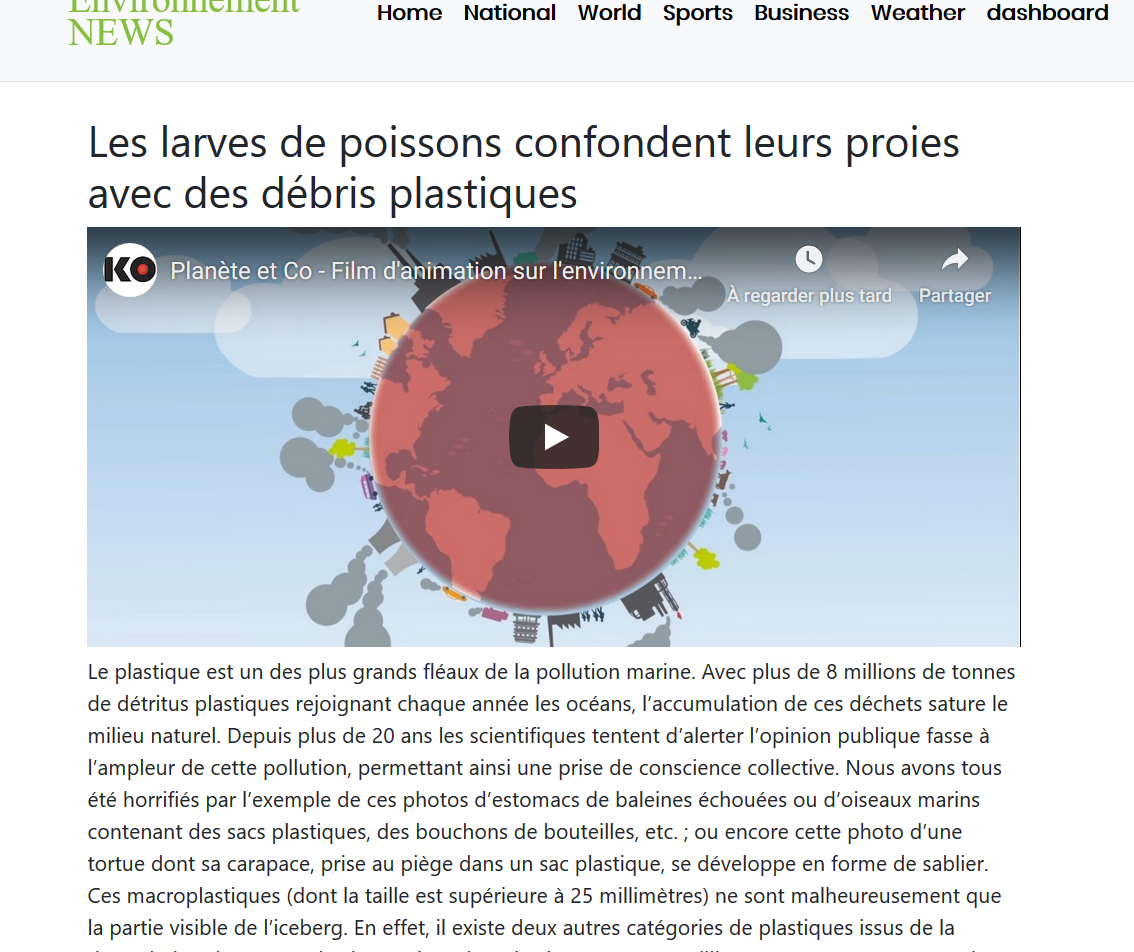 Environnement
NEWS
Home National World Sports Business Weather dashboard
Les larves de poissons confondent leurs proies
avec des débris plastiques
KO
Planète et Co - Film d'animation sur l'environnem...
À regarder plus tard
Partager
Le plastique est un des plus grands fléaux de la pollution marine. Avec plus de 8 millions de tonnes
de détritus plastiques rejoignant chaque année les océans, l’accumulation de ces déchets sature le
milieu naturel. Depuis plus de 20 ans les scientifiques tentent d’alerter l’opinion publique fasse à
l’ampleur de cette pollution, permettant ainsi une prise de conscience collective. Nous avons tous
été horrifiés par l’exemple de ces photos d’estomacs de baleines échouées ou d’oiseaux marins
contenant des sacs plastiques, des bouchons de bouteilles, etc. ; ou encore cette photo d’une
tortue dont sa carapace, prise au piège dans un sac plastique, se développe en forme de sablier.
Ces macroplastiques (dont la taille est supérieure à 25 millimètres) ne sont malheureusement que
la partie visible de l’iceberg. En effet, il existe deux autres catégories de plastiques issus de la